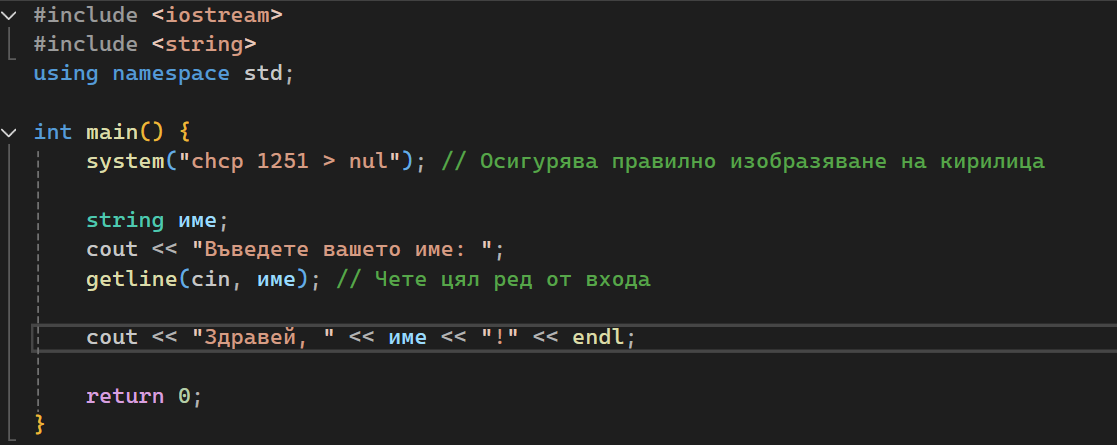 #include <iostream>
#include <string>
using namespace std;
int main() {
system("chcp 1251 > nul"); // Осигурява правилно изобразяване на кирилица
string име;
cout << "Въведете вашето име: ";
getline(cin, име); // Чете цял ред от входа
cout << "Здравей, " << име << "!" << endl;
return 0;
}